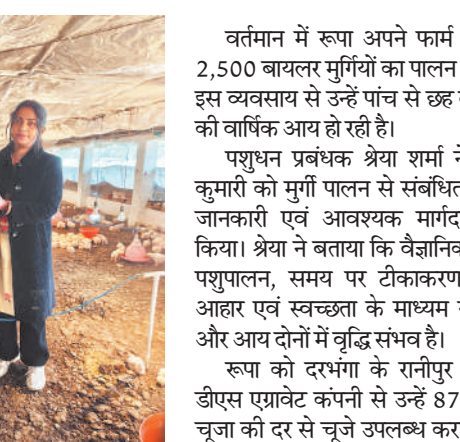 वर्तमान में रूपा अपने फार्म
2,500 बायलर मुर्गियों का पालन
इस व्यवसाय से उन्हें पांच से छह
की वार्षिक आय हो रही है।
पशुधन प्रबंधक श्रेया शर्मा
कुमारी को मुर्गी पालन से संबंधित
जानकारी एवं आवश्यक
किया। श्रेया ने बताया कि
पशुपालन, समय पर टीकाकरण
आहार एवं स्वच्छता के माध्यम
और आय दोनों में वृद्धि संभव है।
रूपा को दरभंगा के रानीपुर
डीएस एग्रावेट कंपनी से उन्हें 87
चूजा की दर से चूजे उपलब्ध